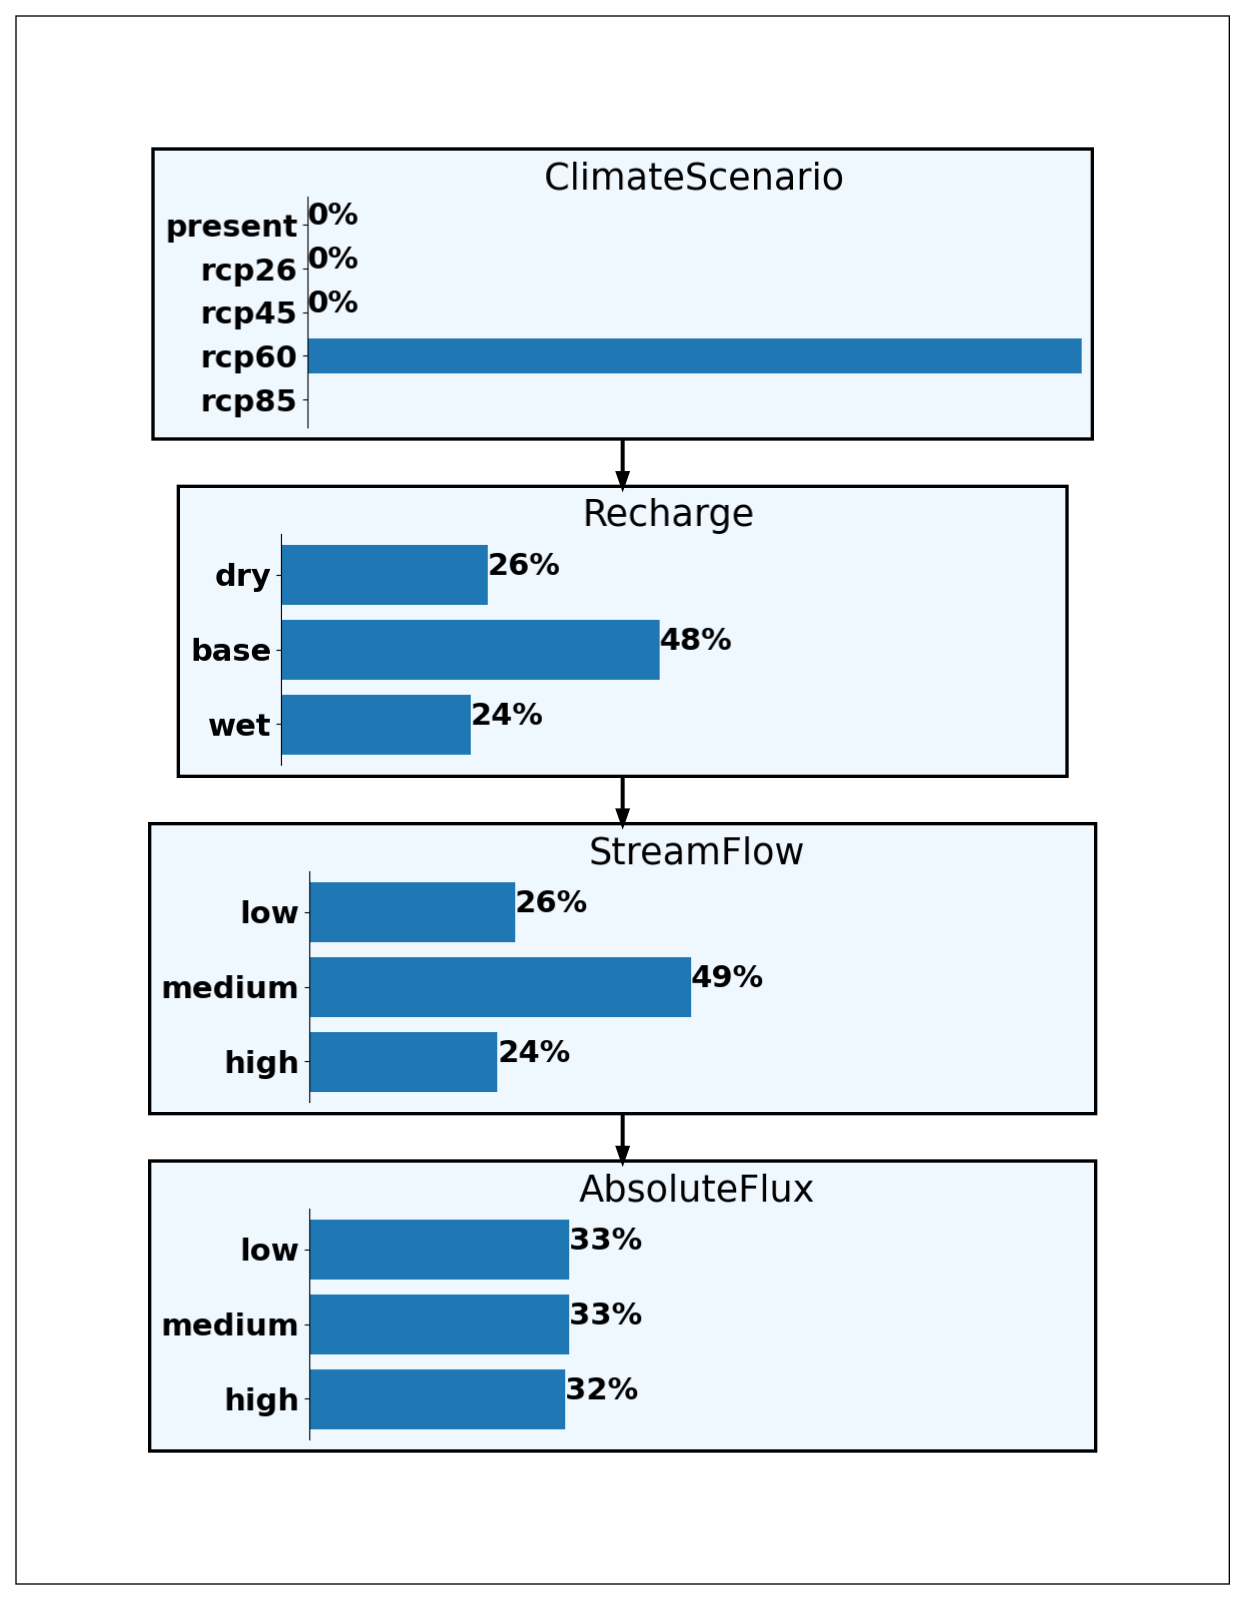 ClimateScenario
present 0%
rcp26 0%
rcp45 0%
rcp60
rcp85
Recharge
dry 26%
base 48%
wet 24%
StreamFlow
low 26%
medium 49%
high 24%
AbsoluteFlux
low 33%
medium 33%
high 32%